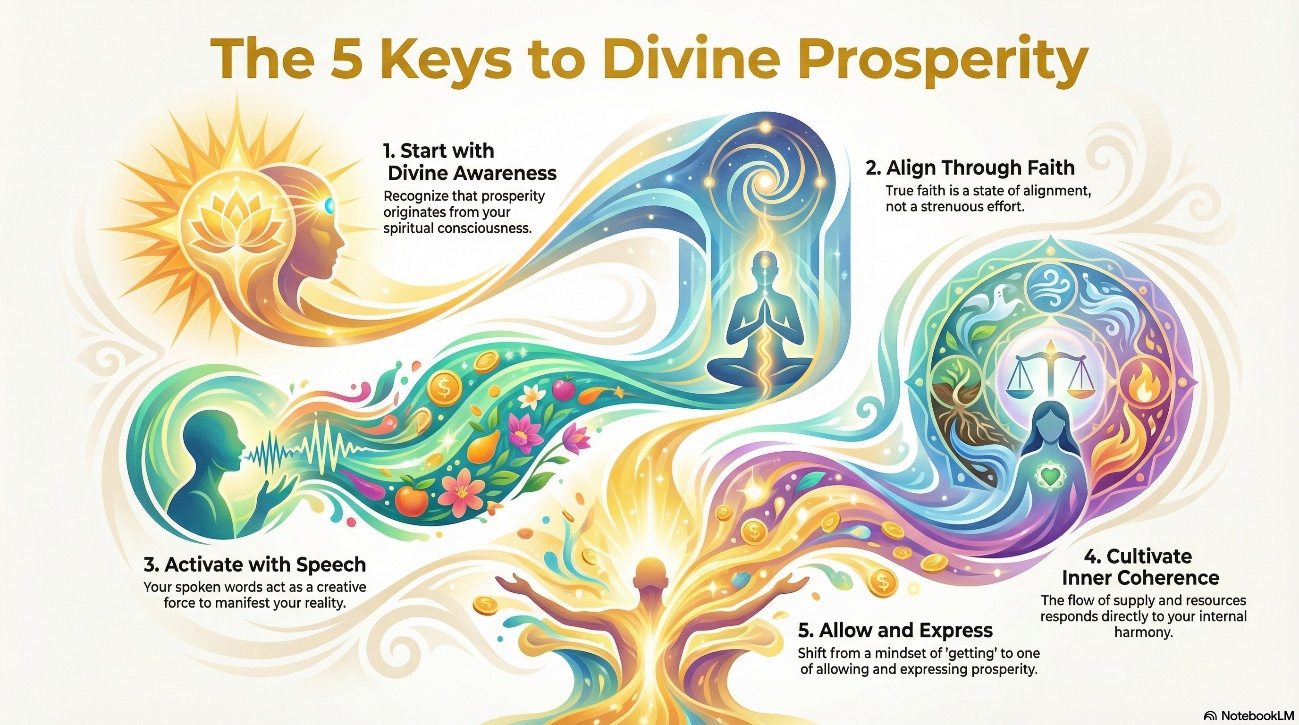 The 5 Keys to Divine Prosperity
1. Start with
Divine Awareness
Recognize that prosperity
originates from your
spiritual consciousness.
2. Align Through Faith
True faith is a state of alignment,
not a strenuous effort.
3. Activate with Speech
Your spoken words act as a creative
force to manifest your reality.
4. Cultivate
Inner Coherence
The flow of supply and resources
responds directly to your internal
harmony.
5. Allow and Express
Shift from a mindset of 'getting' to one
of allowing and expressing prosperity.
NotebookLM